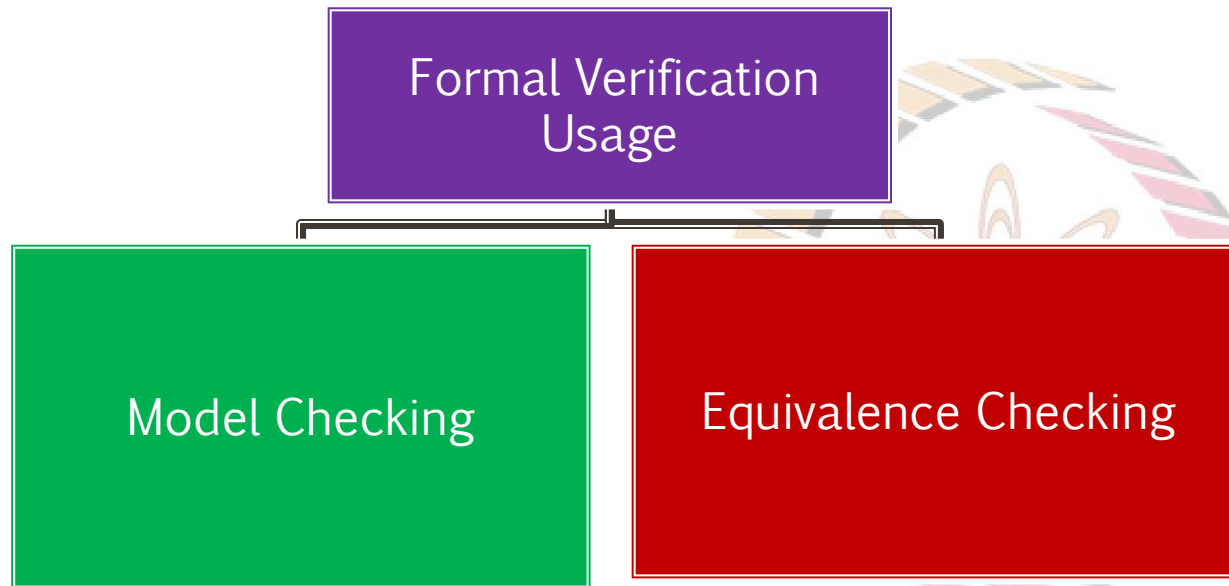 Formal Verification
Usage
Model Checking
Equivalence Checking